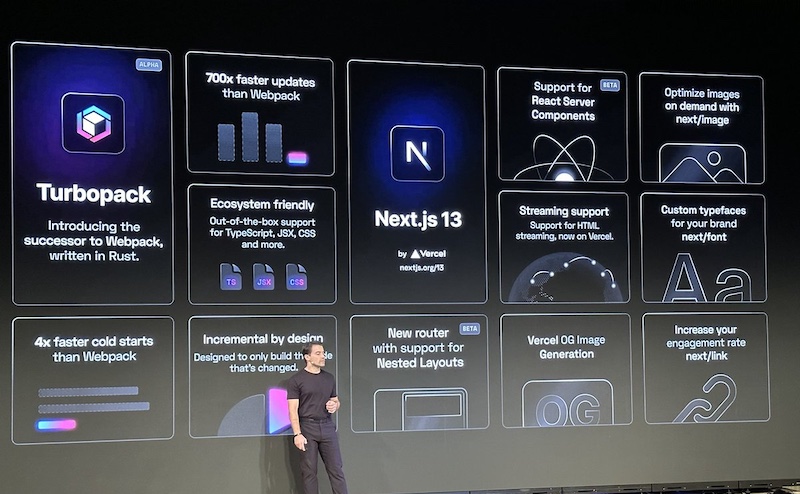 ALPHA
Turbopack
Introducing the
successor to Webpack,
written in Rust.
700x faster updates
than Webpack
Ecosystem friendly
Out-of-the-box support
for TypeScript, JSX, CSS
and more.
TS JSX CSS
N
Next.js 13
by Vercel
nextjs.org/13
BETA
Support for
React Server
Components
Optimize images
on demand with
next/image
Streaming support
Support for HTML
streaming, now on Vercel.
Custom typefaces
for your brand
next/font
Aa
4x faster cold starts
than Webpack
Incremental by design
Designed to only build the
that's changed.
BETA
New router
with support for
Nested Layouts
Vercel OG Image
Generation
OG
Increase your
engagement rate
next/link